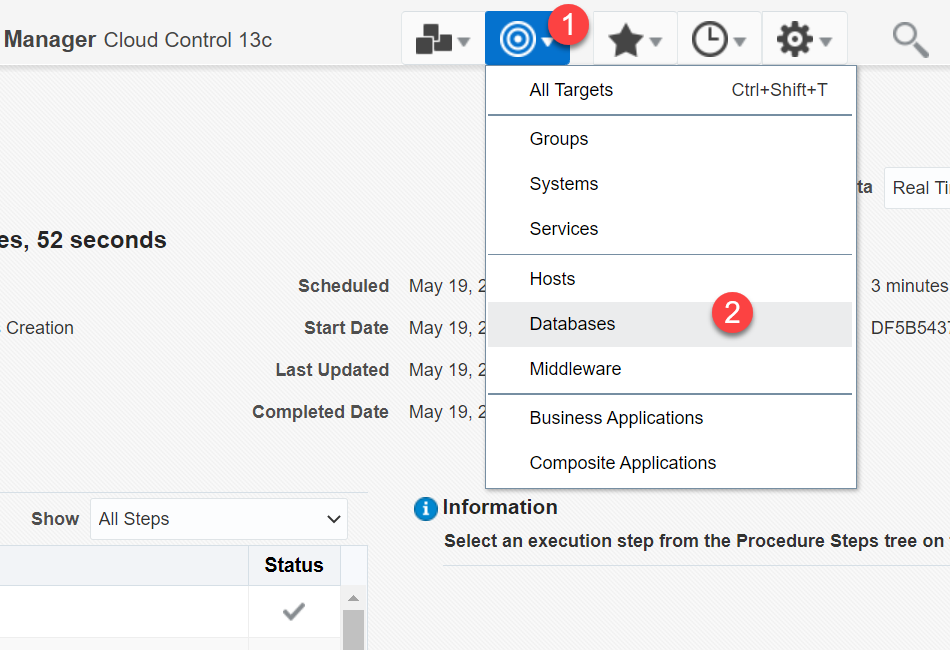 Manager Cloud Control 13c
1
All Targets Ctrl+Shift+T
Groups
Systems
Services
Hosts
Databases
2
Middleware
Business Applications
Composite Applications
ta Real Ti
es, 52 seconds
Scheduled May 19, 2
3 minutes
Creation
Start Date May 19, 2
DF5B543
Last Updated May 19, 2
Completed Date May 19, 2
Show All Steps
Status
Information
Select an execution step from the Procedure Steps tree on